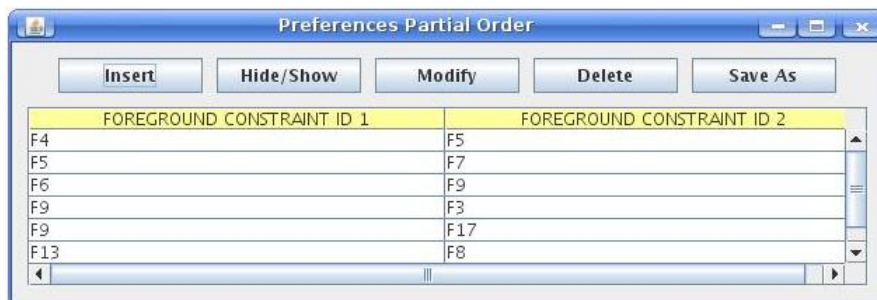 Preferences Partial Order
Insert Hide/Show Modify Delete Save As
FOREGROUND CONSTRAINT ID 1 FOREGROUND CONSTRAINT ID 2
F4 F5
F5 F7
F6 F9
F9 F3
F9 F17
F13 F8